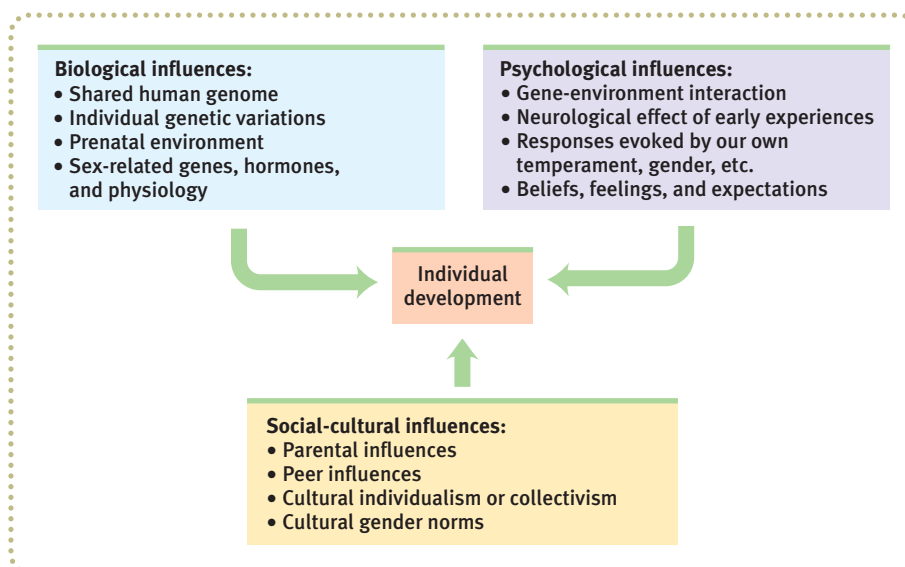 Biological influences:
• Shared human genome
• Individual genetic variations
• Prenatal environment
• Sex-related genes, hormones,
and physiology
Psychological influences:
• Gene-environment interaction
• Neurological effect of early experiences
• Responses evoked by our own
temperament, gender, etc.
• Beliefs, feelings, and expectations
Individual
development
Social-cultural influences:
• Parental influences
• Peer influences
• Cultural individualism or collectivism
• Cultural gender norms